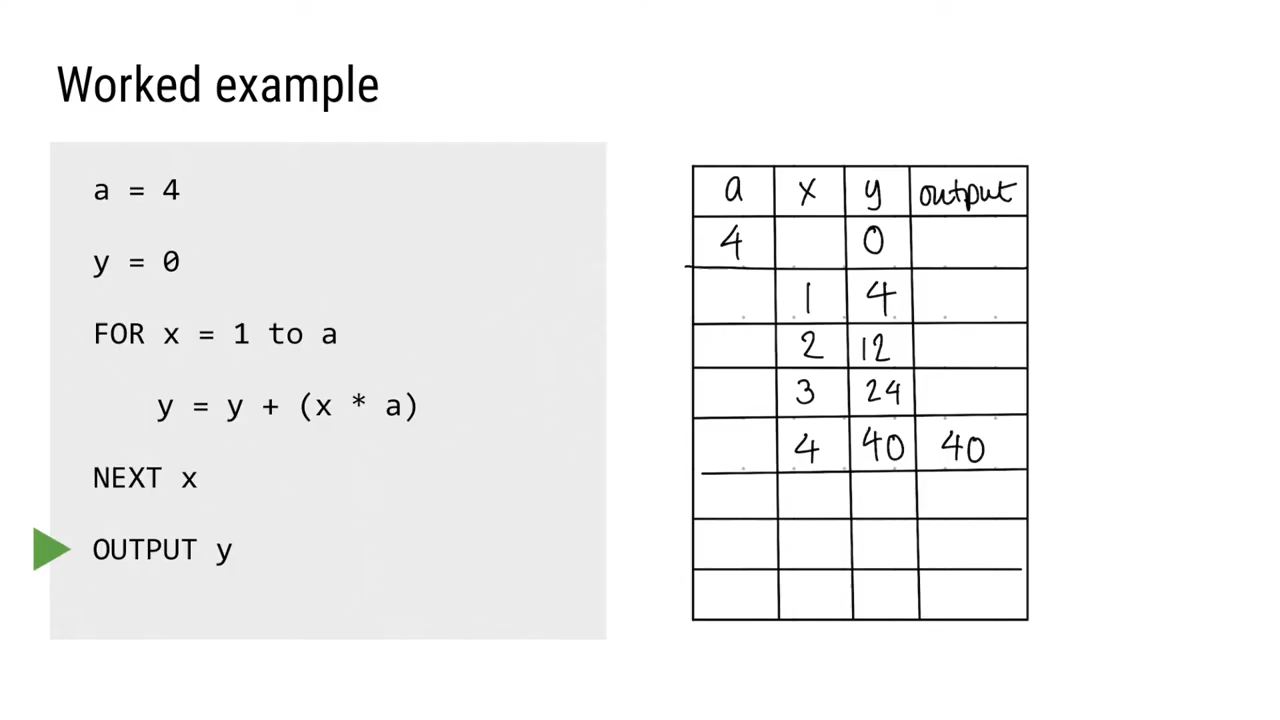 Worked example
a = 4
y = 0
FOR x = 1 to a
y = y + (x * a)
NEXT x
OUTPUT y
a x y output
4 0
1 4
2 12
3 24
4 40 40